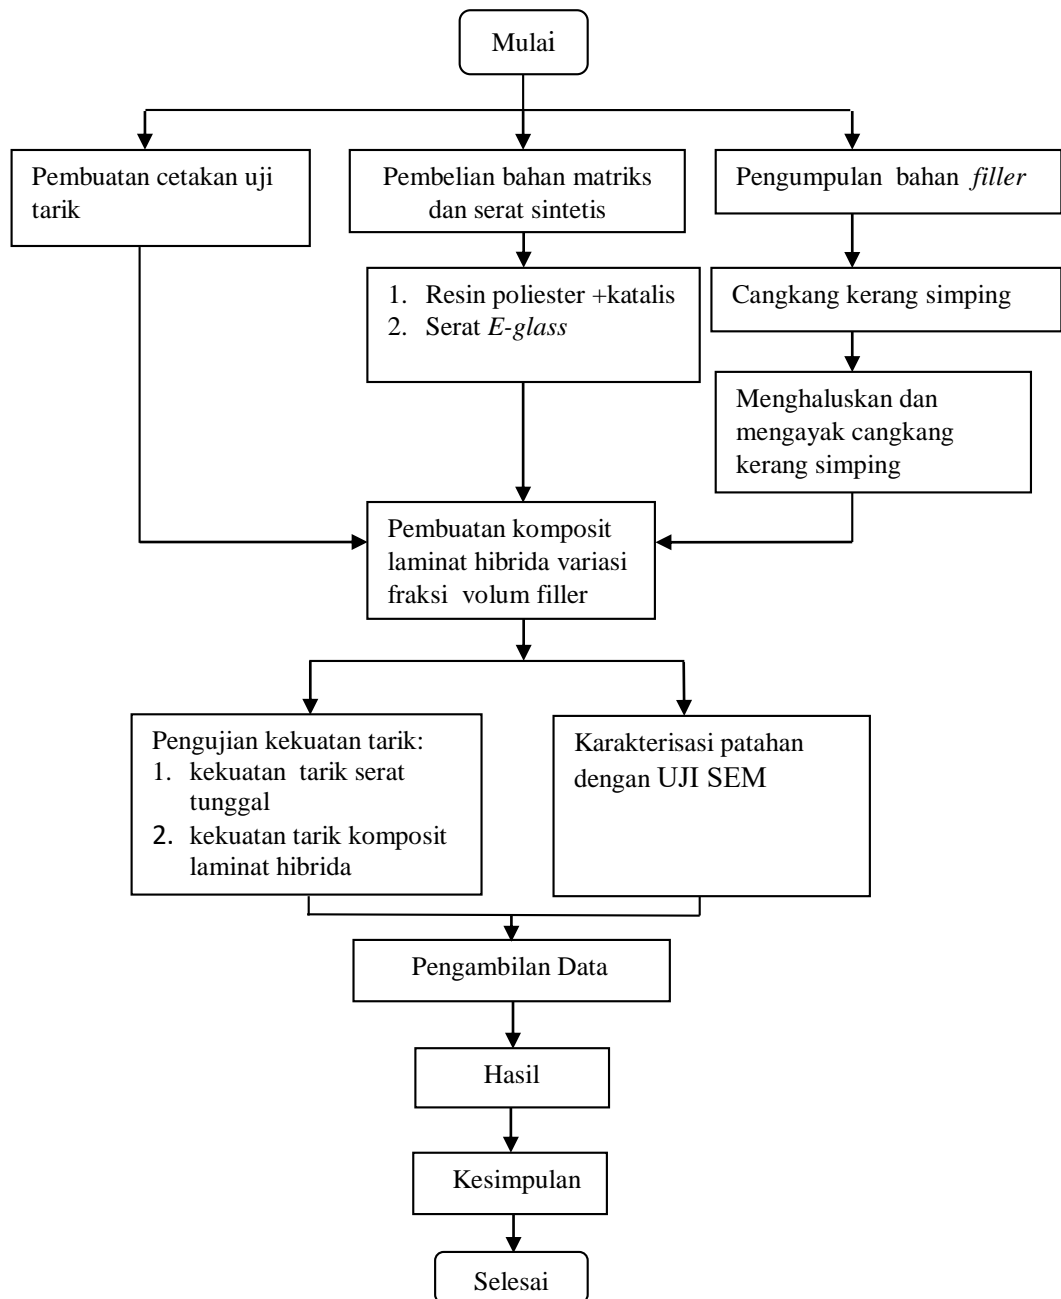 Mulai
Pembuatan cetakan uji
tarik
Pembelian bahan matriks
dan serat sintetis
Pengumpulan bahan filler
1. Resin poliester +katalis
2. Serat E-glass
Cangkang kerang simping
Menghaluskan dan
mengayak cangkang
kerang simping
Pembuatan komposit
laminat hibrida variasi
fraksi volum filler
Pengujian kekuatan tarik:
1. kekuatan tarik serat
tunggal
2. kekuatan tarik komposit
laminat hibrida
Karakterisasi patahan
dengan UJI SEM
Pengambilan Data
Hasil
Kesimpulan
Selesai